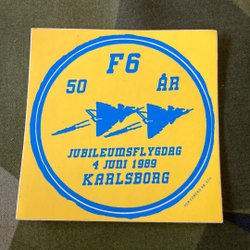 F6
50 ÅR
JUBILEUMSFLYGDAG
4 JUNI 1989
KARLSBORG